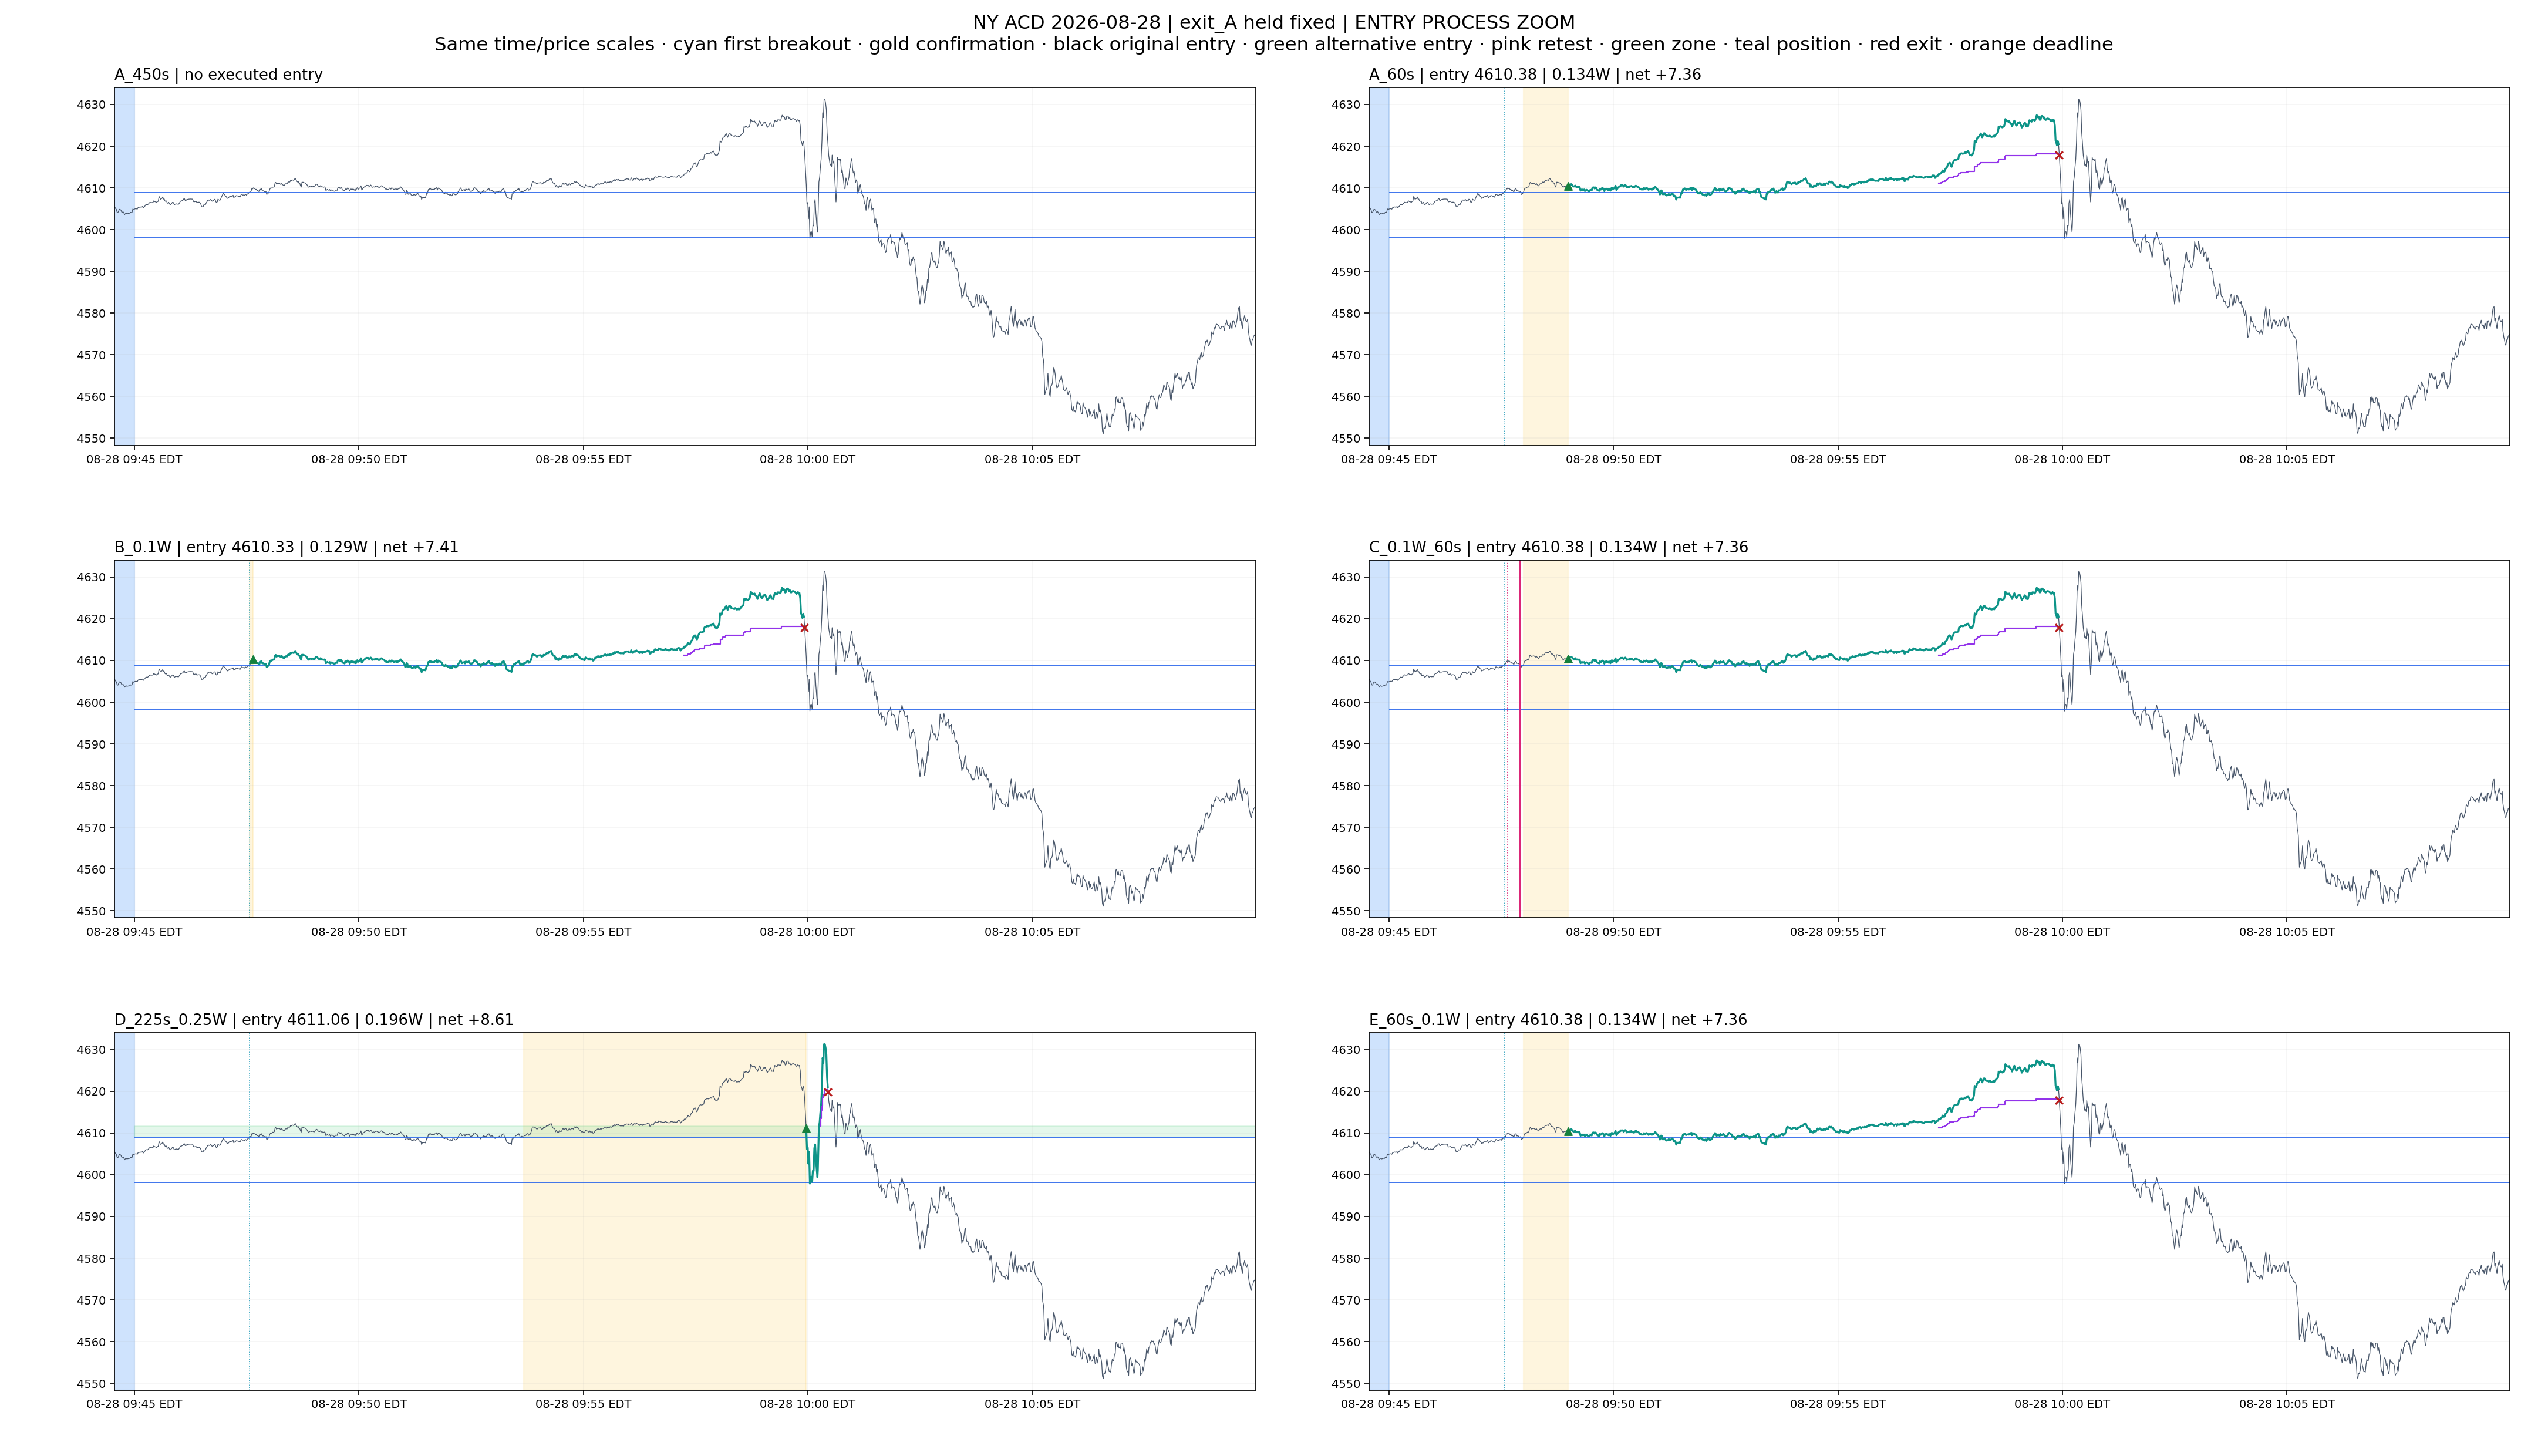 NY ACD 2026-08-28 | exit_A held fixed | ENTRY PROCESS ZOOM
Same time/price scales · cyan first breakout · gold confirmation · black original entry · green alternative entry · pink retest · green zone · teal position · red exit · orange deadline
A_450s | no executed entry
4630
4620
4610
4600
4590
4580
4570
4560
4550
08-28 09:45 EDT
08-28 09:50 EDT
08-28 09:55 EDT
08-28 10:00 EDT
08-28 10:05 EDT
A_60s | entry 4610.38 | 0.134W | net +7.36
4630
4620
4610
4600
4590
4580
4570
4560
4550
08-28 09:45 EDT
08-28 09:50 EDT
08-28 09:55 EDT
08-28 10:00 EDT
08-28 10:05 EDT
B_0.1W | entry 4610.33 | 0.129W | net +7.41
4630
4620
4610
4600
4590
4580
4570
4560
4550
08-28 09:45 EDT
08-28 09:50 EDT
08-28 09:55 EDT
08-28 10:00 EDT
08-28 10:05 EDT
C_0.1W_60s | entry 4610.38 | 0.134W | net +7.36
4630
4620
4610
4600
4590
4580
4570
4560
4550
08-28 09:45 EDT
08-28 09:50 EDT
08-28 09:55 EDT
08-28 10:00 EDT
08-28 10:05 EDT
D_225s_0.25W | entry 4611.06 | 0.196W | net +8.61
4630
4620
4610
4600
4590
4580
4570
4560
4550
08-28 09:45 EDT
08-28 09:50 EDT
08-28 09:55 EDT
08-28 10:00 EDT
08-28 10:05 EDT
E_60s_0.1W | entry 4610.38 | 0.134W | net +7.36
4630
4620
4610
4600
4590
4580
4570
4560
4550
08-28 09:45 EDT
08-28 09:50 EDT
08-28 09:55 EDT
08-28 10:00 EDT
08-28 10:05 EDT